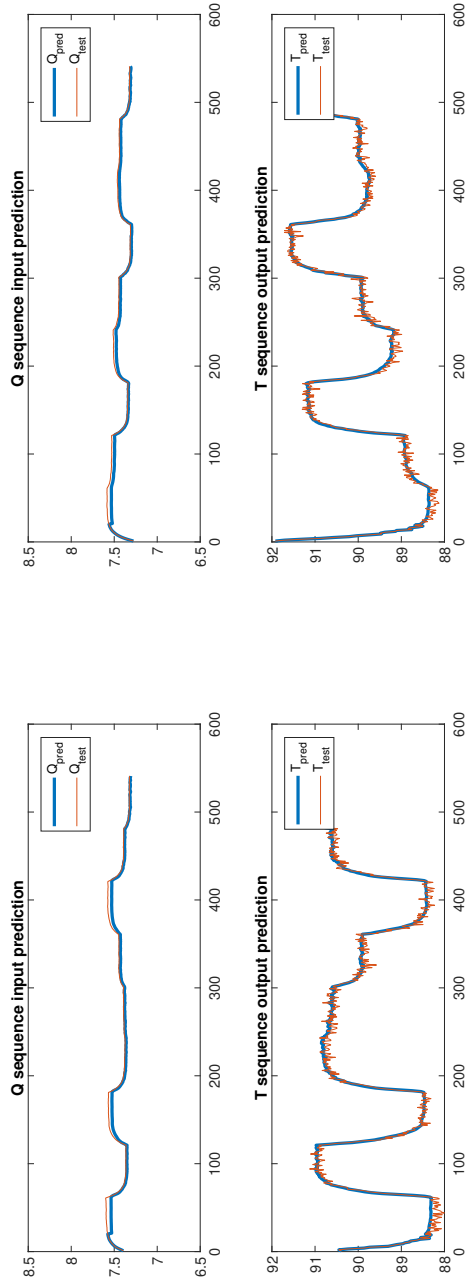 Q sequence input prediction
8.5
8
7.5
7
6.5
0 100 200 300 400 500 600
Q_pred
Q_test
Q sequence input prediction
8.5
8
7.5
7
6.5
0 100 200 300 400 500 600
Q_pred
Q_test
T sequence output prediction
92
91
90
89
88
0 100 200 300 400 500 600
T_pred
T_test
T sequence output prediction
92
91
90
89
88
0 100 200 300 400 500 600
T_pred
T_test